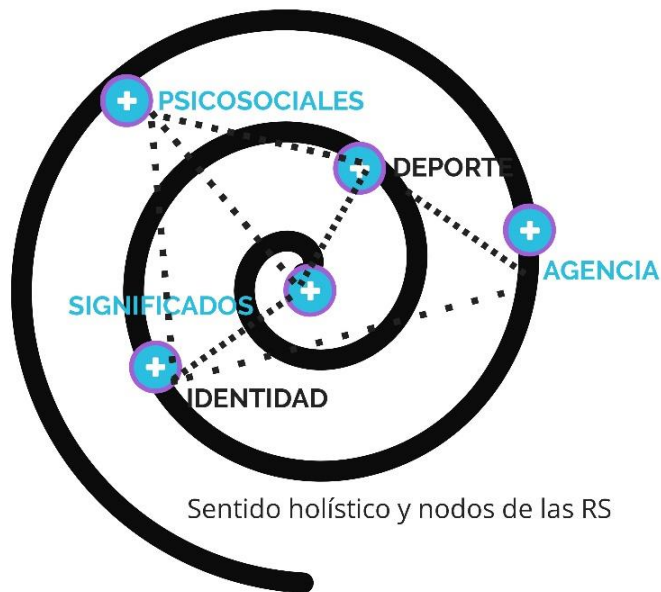 PSICOSOCIALES
DEPORTE
AGENCIA
SIGNIFICADOS
IDENTIDAD
Sentido holístico y nodos de las RS